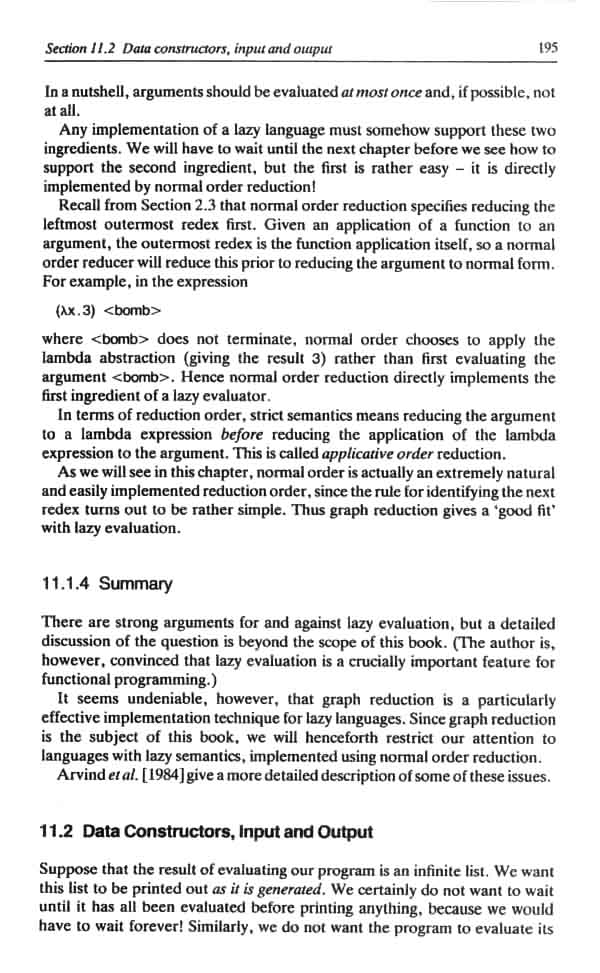 Section 11.2 Data constructors, input and output 195
In a nutshell, arguments should be evaluated at most once and, if possible, not
at all.
Any implementation of a lazy language must somehow support these two
ingredients. We will have to wait until the next chapter before we see how to
support the second ingredient, but the first is rather easy – it is directly
implemented by normal order reduction!
Recall from Section 2.3 that normal order reduction specifies reducing the
leftmost outermost redex first. Given an application of a function to an
argument, the outermost redex is the function application itself, so a normal
order reducer will reduce this prior to reducing the argument to normal form.
For example, in the expression
(λx.3) <bomb>
where <bomb> does not terminate, normal order chooses to apply the
lambda abstraction (giving the result 3) rather than first evaluating the
argument <bomb>. Hence normal order reduction directly implements the
first ingredient of a lazy evaluator.
In terms of reduction order, strict semantics means reducing the argument
to a lambda expression before reducing the application of the lambda
expression to the argument. This is called applicative order reduction.
As we will see in this chapter, normal order is actually an extremely natural
and easily implemented reduction order, since the rule for identifying the next
redex turns out to be rather simple. Thus graph reduction gives a ‘good fit’
with lazy evaluation.
11.1.4 Summary
There are strong arguments for and against lazy evaluation, but a detailed
discussion of the question is beyond the scope of this book. (The author is,
however, convinced that lazy evaluation is a crucially important feature for
functional programming.)
It seems undeniable, however, that graph reduction is a particularly
effective implementation technique for lazy languages. Since graph reduction
is the subject of this book, we will henceforth restrict our attention to
languages with lazy semantics, implemented using normal order reduction.
Arvind et al. [1984] give a more detailed description of some of these issues.
11.2 Data Constructors, Input and Output
Suppose that the result of evaluating our program is an infinite list. We want
this list to be printed out as it is generated. We certainly do not want to wait
until it has all been evaluated before printing anything, because we would
have to wait forever! Similarly, we do not want the program to evaluate its